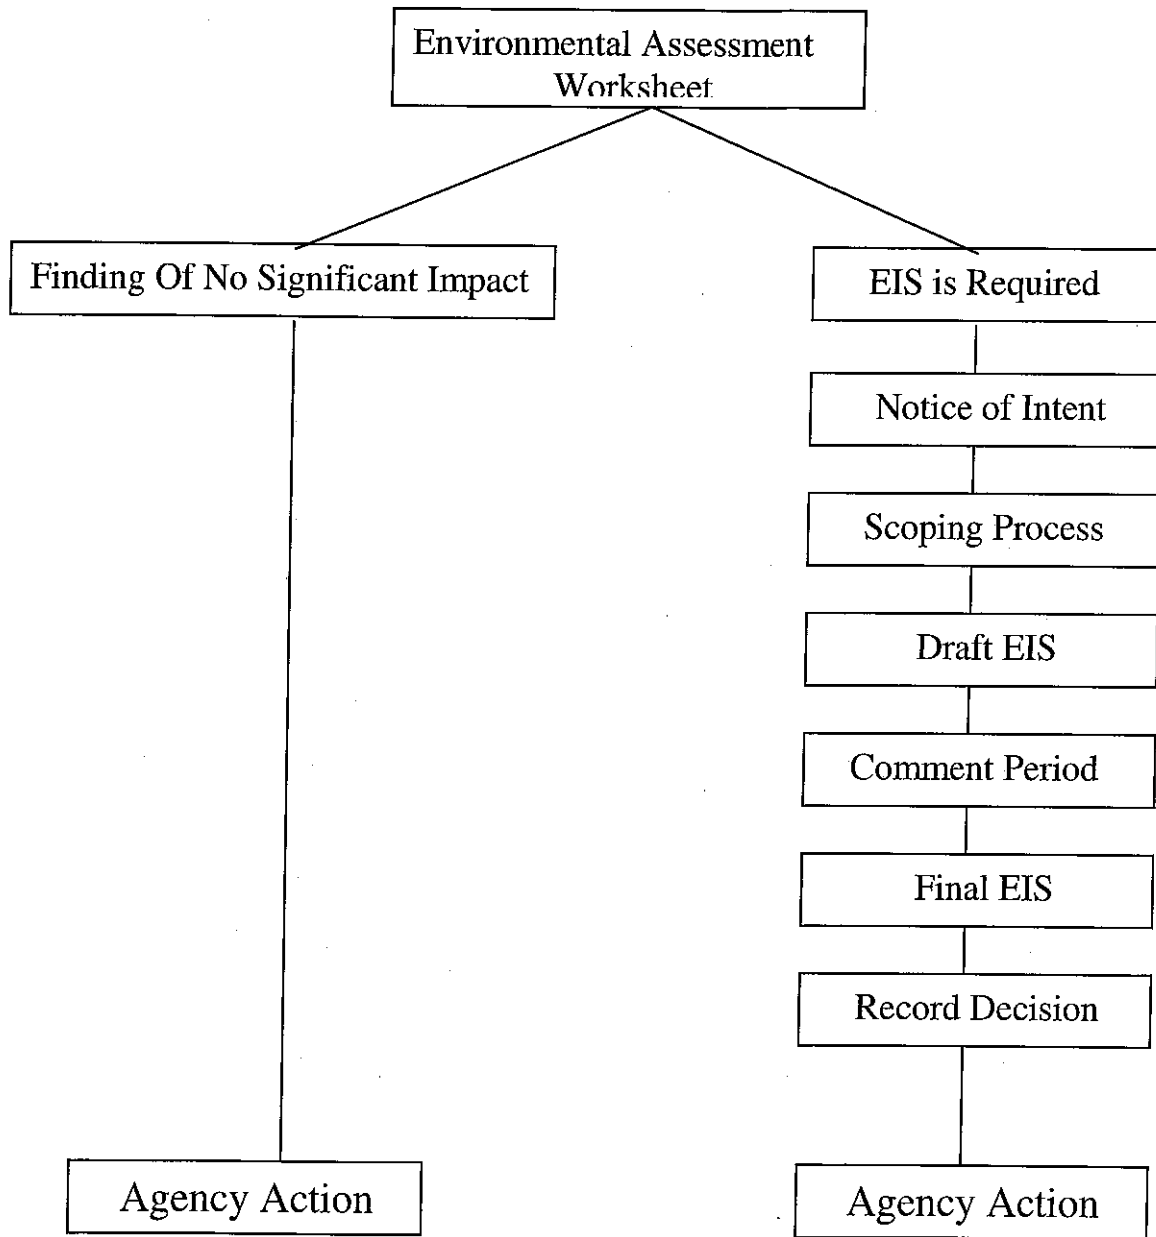 Environmental Assessment
Worksheet
Finding Of No Significant Impact
EIS is Required
Notice of Intent
Scoping Process
Draft EIS
Comment Period
Final EIS
Record Decision
Agency Action
Agency Action